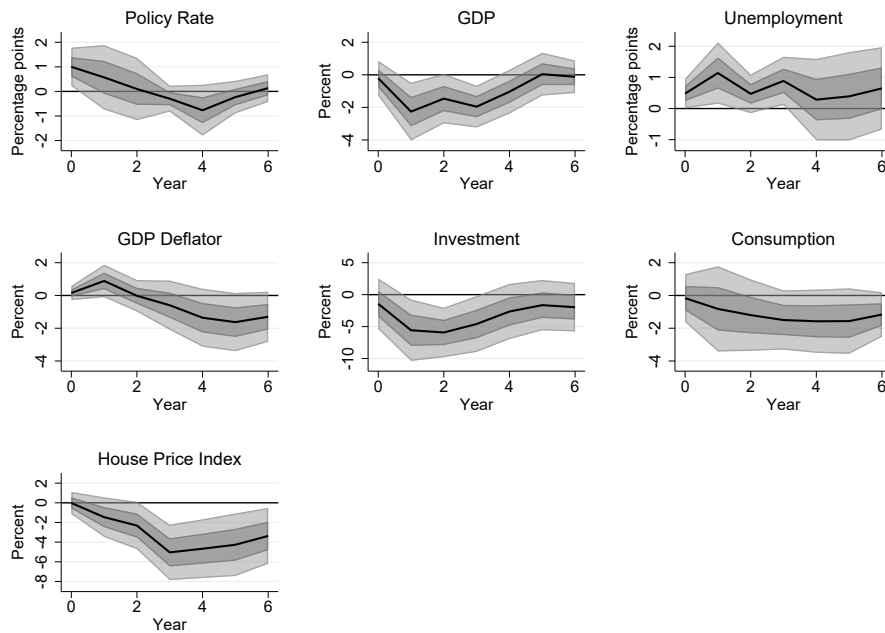 Policy Rate
Percentage points
2
1
0
-1
-2
0 2 4 6
Year
GDP
Percent
2
0
-2
-4
0 2 4 6
Year
Unemployment
Percentage points
2
1
0
-1
0 2 4 6
Year
GDP Deflator
Percent
2
0
-2
-4
0 2 4 6
Year
Investment
Percent
5
0
-5
-10
0 2 4 6
Year
Consumption
Percent
2
0
-2
-4
0 2 4 6
Year
House Price Index
Percent
2
0
-2
-4
-6
-8
0 2 4 6
Year